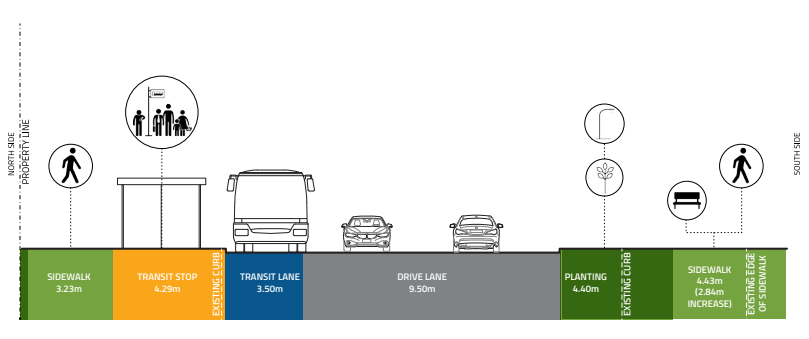 NORTH SIDE
PROPERTY LINE
SIDEWALK
3.23m
TRANSIT STOP
4.29m
EXISTING CURB
TRANSIT LANE
3.50m
DRIVE LANE
9.50m
PLANTING
4.40m
EXISTING CURB
SIDEWALK
4.43m
(2.84m
INCREASE)
EXISTING EDGE
OF SIDEWALK
SOUTH SIDE